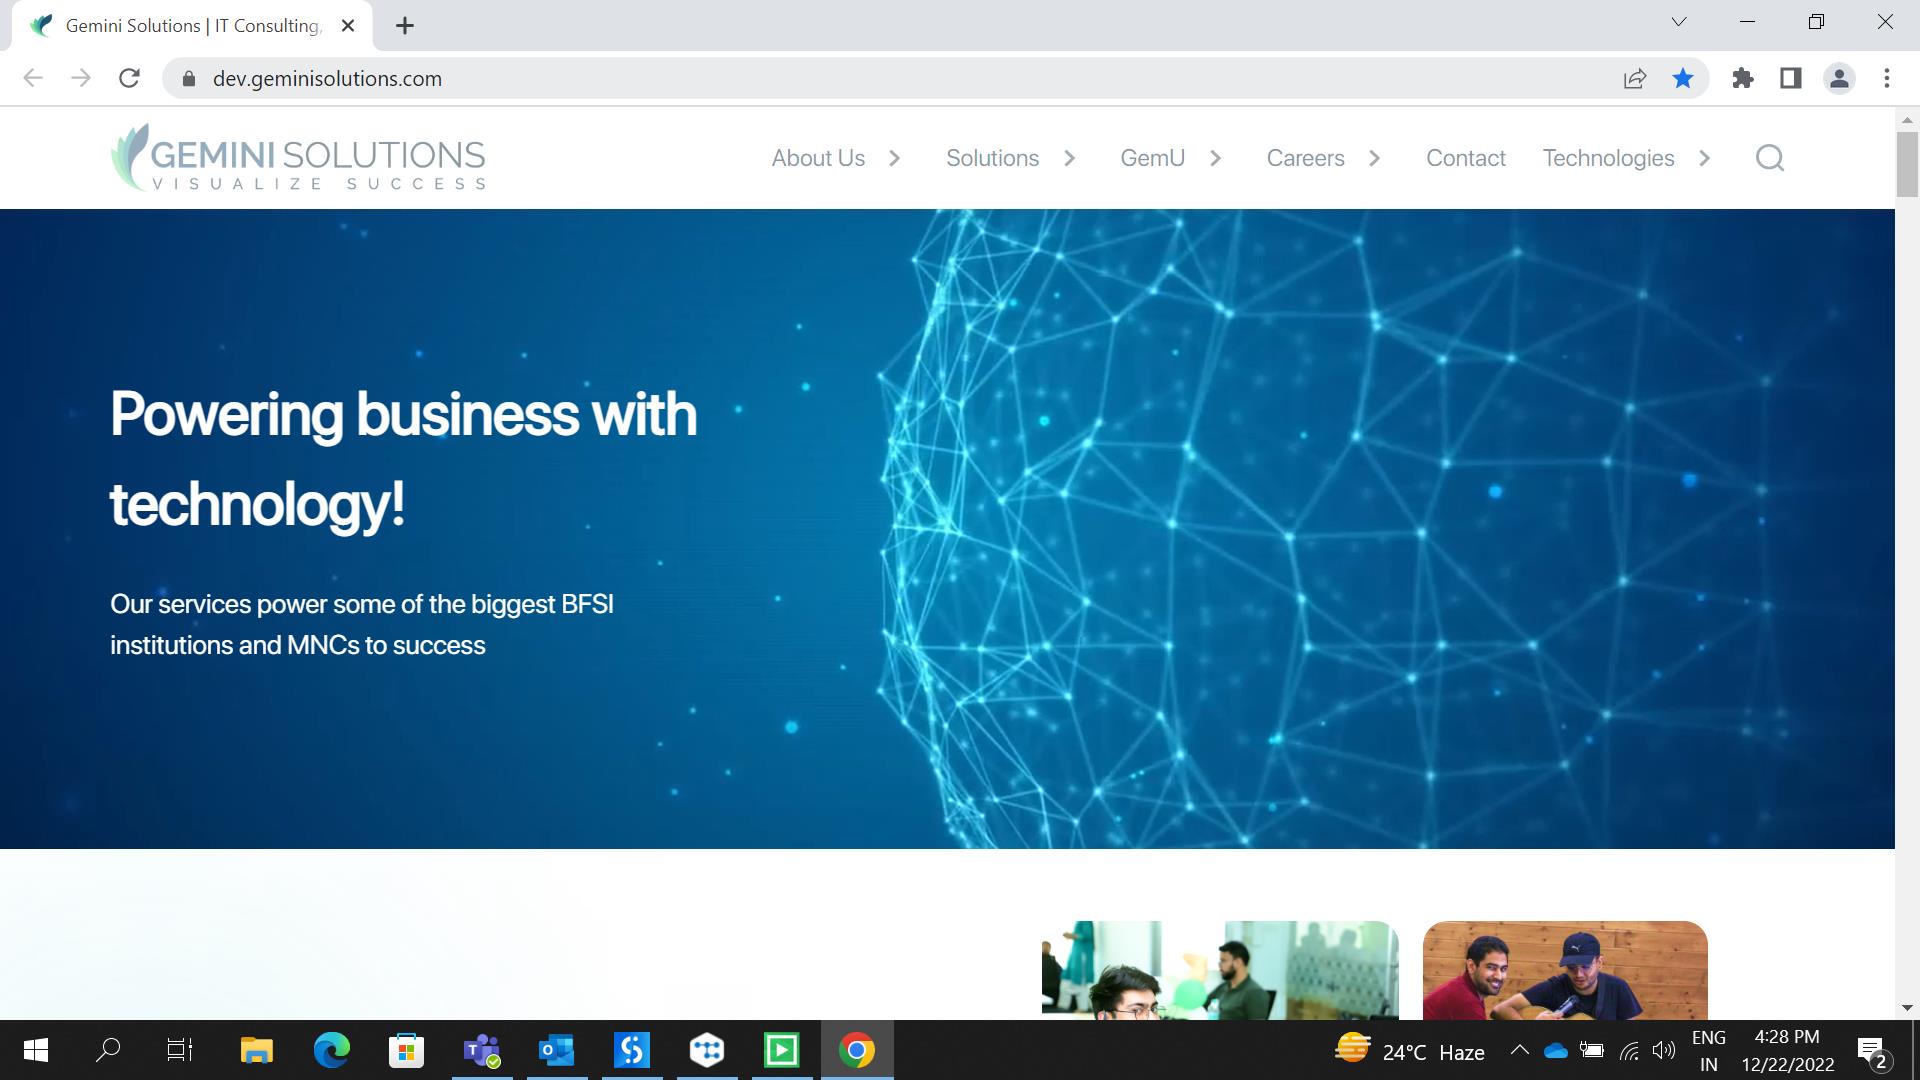 Gemini Solutions | IT Consulting,
dev.geminisolutions.com
GEMINI SOLUTIONS
VISUALIZE SUCCESS
About Us
Solutions
GemU
Careers
Contact
Technologies
Powering business with
technology!
Our services power some of the biggest BFSI
institutions and MNCs to success
24°C Haze
ENG
IN
4:28 PM
12/22/2022
2